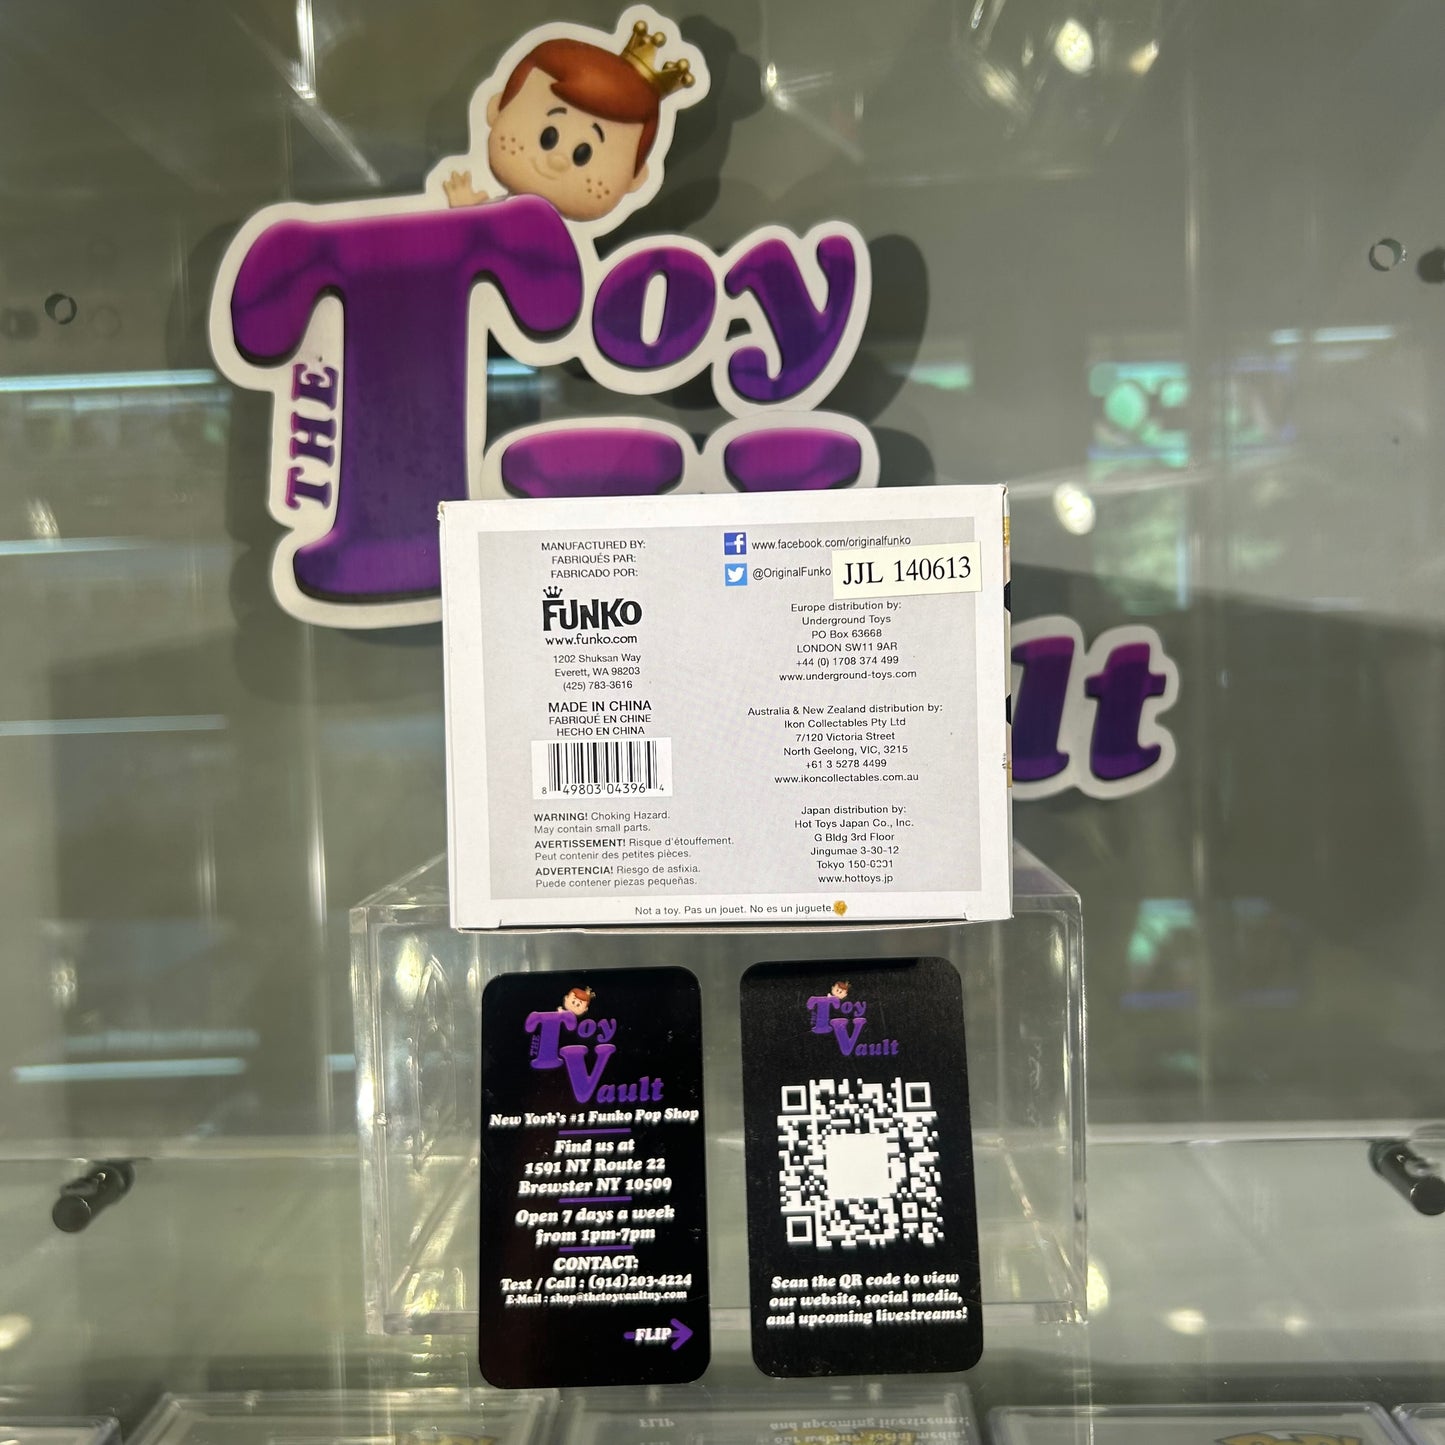 THE Toy
lt
MANUFACTURED BY:
FABRIQUÉS PAR:
FABRICADO POR:
FUNKO
www.funko.com
1202 Shuksan Way
Everett, WA 98203
(425) 783-3616
MADE IN CHINA
FABRIQUÉ EN CHINE
HECHO EN CHINA
8 49803 04396 4
WARNING! Choking Hazard.
May contain small parts.
AVERTISSEMENT! Risque d'étouffement.
Peut contenir des petites pièces.
ADVERTENCIA! Riesgo de asfixia.
Puede contener piezas pequeñas.
www.facebook.com/originalfunko
@OriginalFunko
JJL 140613
Europe distribution by:
Underground Toys
PO Box 63668
LONDON SW11 9AR
+44 (0) 1708 374 499
www.underground-toys.com
Australia & New Zealand distribution by:
Ikon Collectables Pty Ltd
7/120 Victoria Street
North Geelong, VIC, 3215
+61 3 5278 4499
www.ikoncollectables.com.au
Japan distribution by:
Hot Toys Japan Co., Inc.
G Bldg 3rd Floor
Jingumae 3-30-12
Tokyo 150-0001
www.hottoys.jp
Not a toy. Pas un jouet. No es un juguete.
THE Toy
Vault
New York's #1 Funko Pop Shop
Find us at
1591 NY Route 22
Brewster NY 10509
Open 7 days a week
from 1pm-7pm
CONTACT:
Text / Call : (914)203-4224
E-Mail : shop@thetoyvaultny.com
FLIP
THE Toy
Vault
Scan the QR code to view
our website, social media,
and upcoming livestreams!